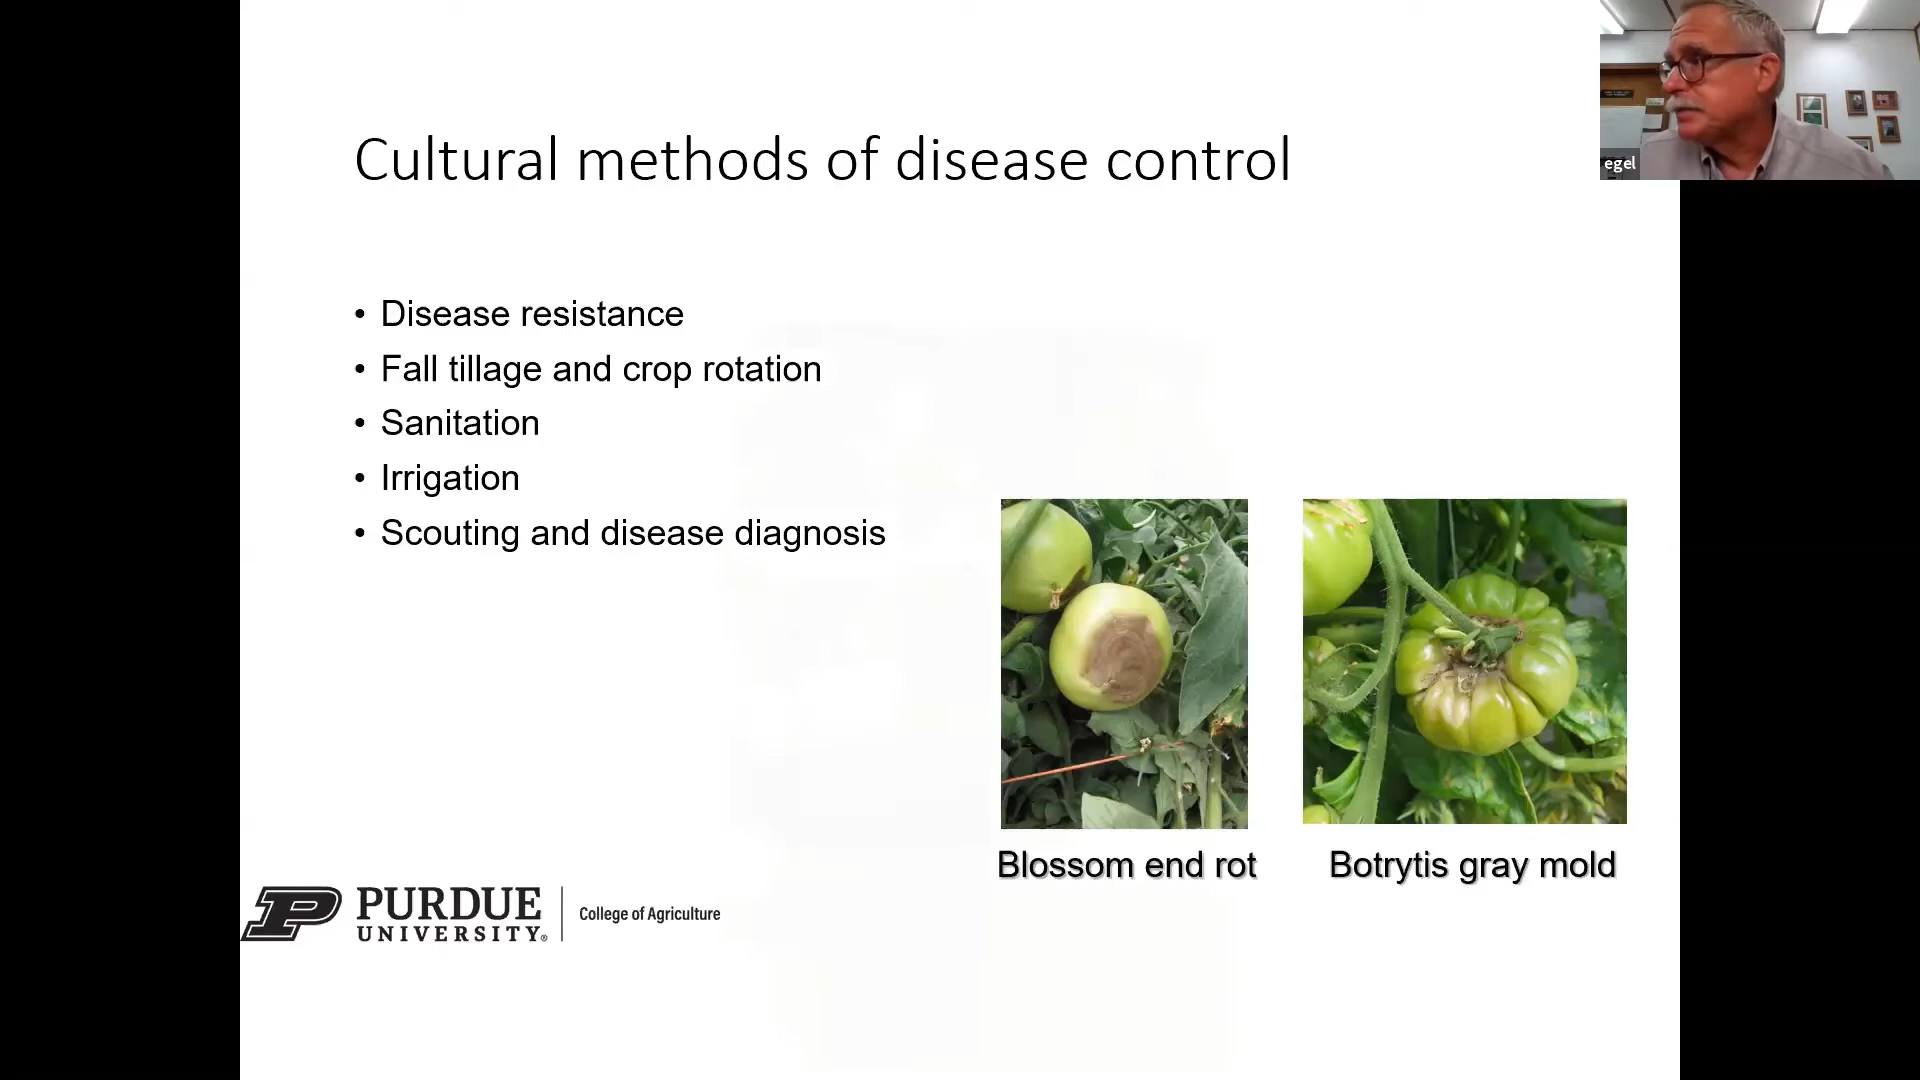 egel
Cultural methods of disease control
• Disease resistance
• Fall tillage and crop rotation
• Sanitation
• Irrigation
• Scouting and disease diagnosis
Blossom end rot
Botrytis gray mold
PURDUE
UNIVERSITY®
College of Agriculture